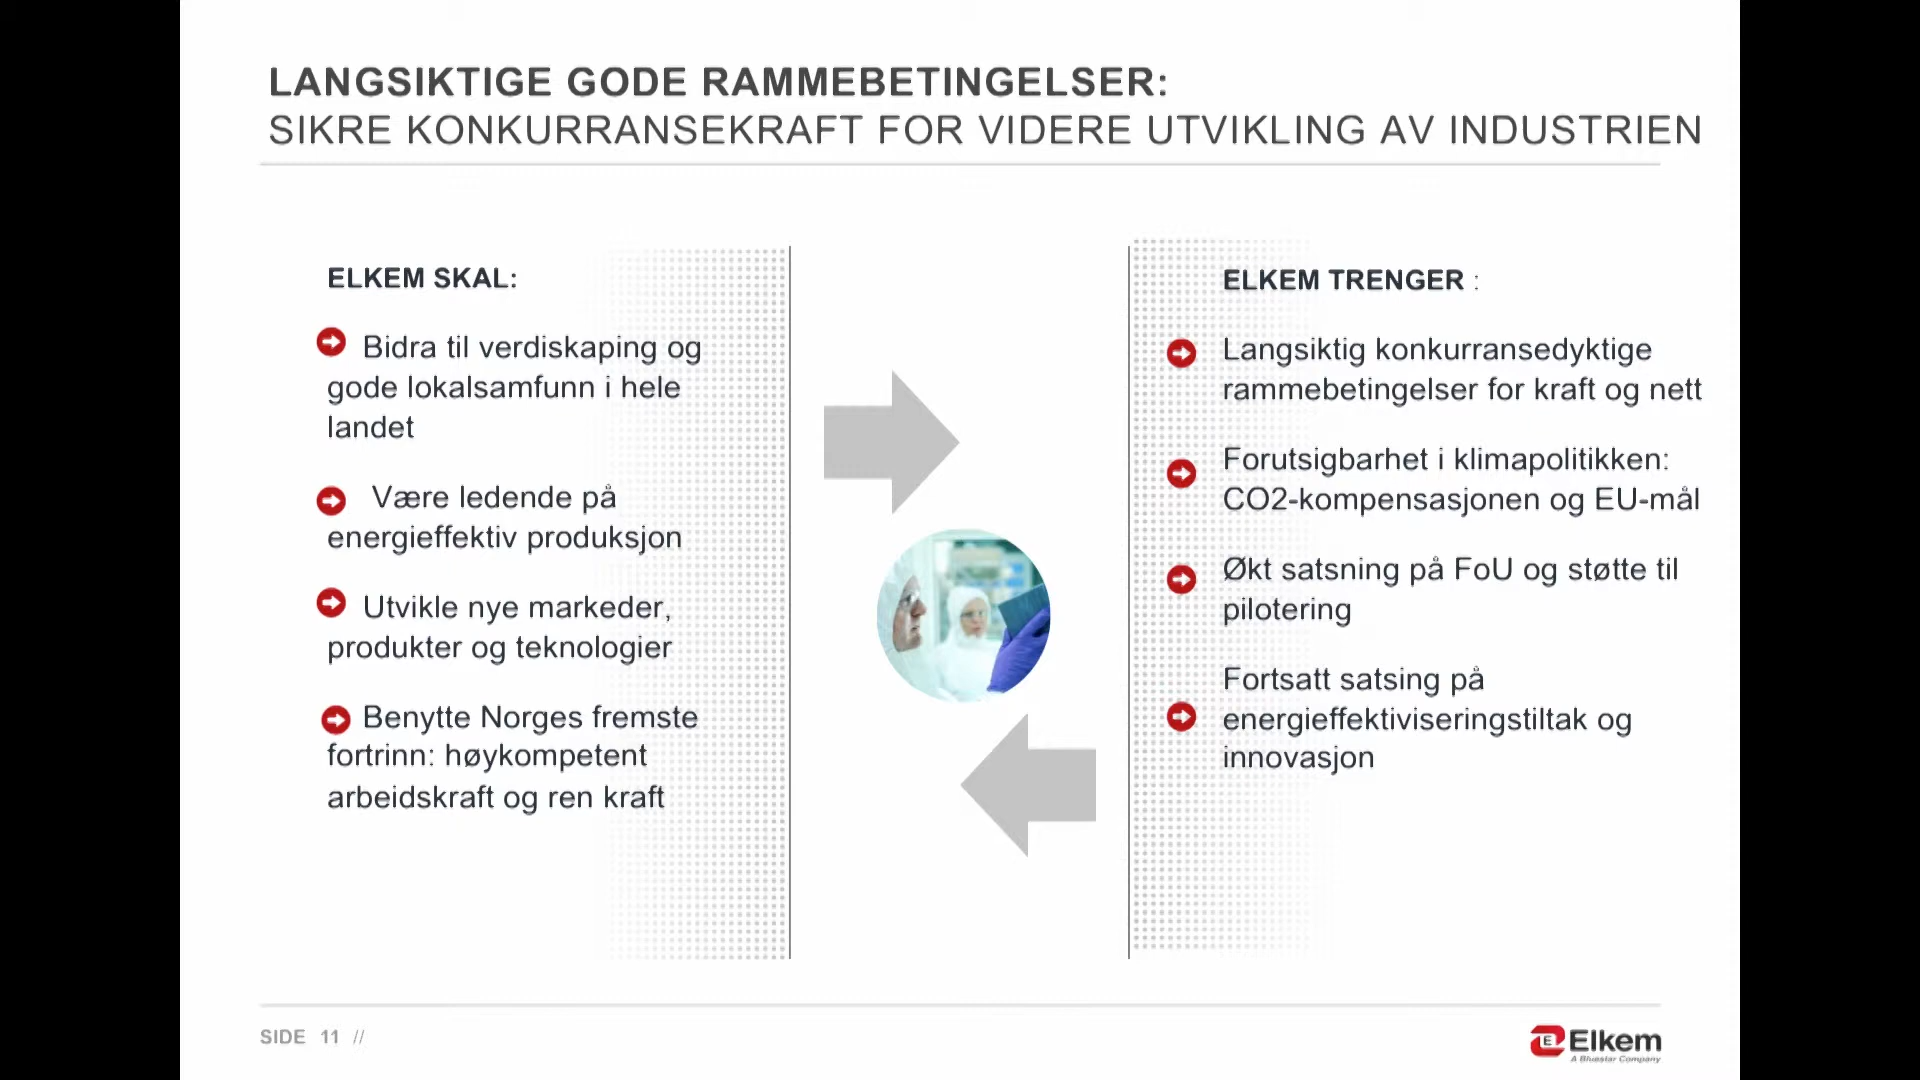 LANGSIKTIGE GODE RAMMEBETINGELSER:
SIKRE KONKURRANSEKRAFT FOR VIDERE UTVIKLING AV INDUSTRIEN
ELKEM SKAL:
Bidra til verdiskaping og
gode lokalsamfunn i hele
landet
Være ledende på
energieffektiv produksjon
Utvikle nye markeder,
produkter og teknologier
Benytte Norges fremste
fortrinn: høykompetent
arbeidskraft og ren kraft
ELKEM TRENGER :
Langsiktig konkurransedyktige
rammebetingelser for kraft og nett
Forutsigbarhet i klimapolitikken:
CO2-kompensasjonen og EU-mål
Økt satsning på FoU og støtte til
pilotering
Fortsatt satsing på
energieffektiviseringstiltak og
innovasjon
SIDE 11 //
E Elkem
A Bluestar Company